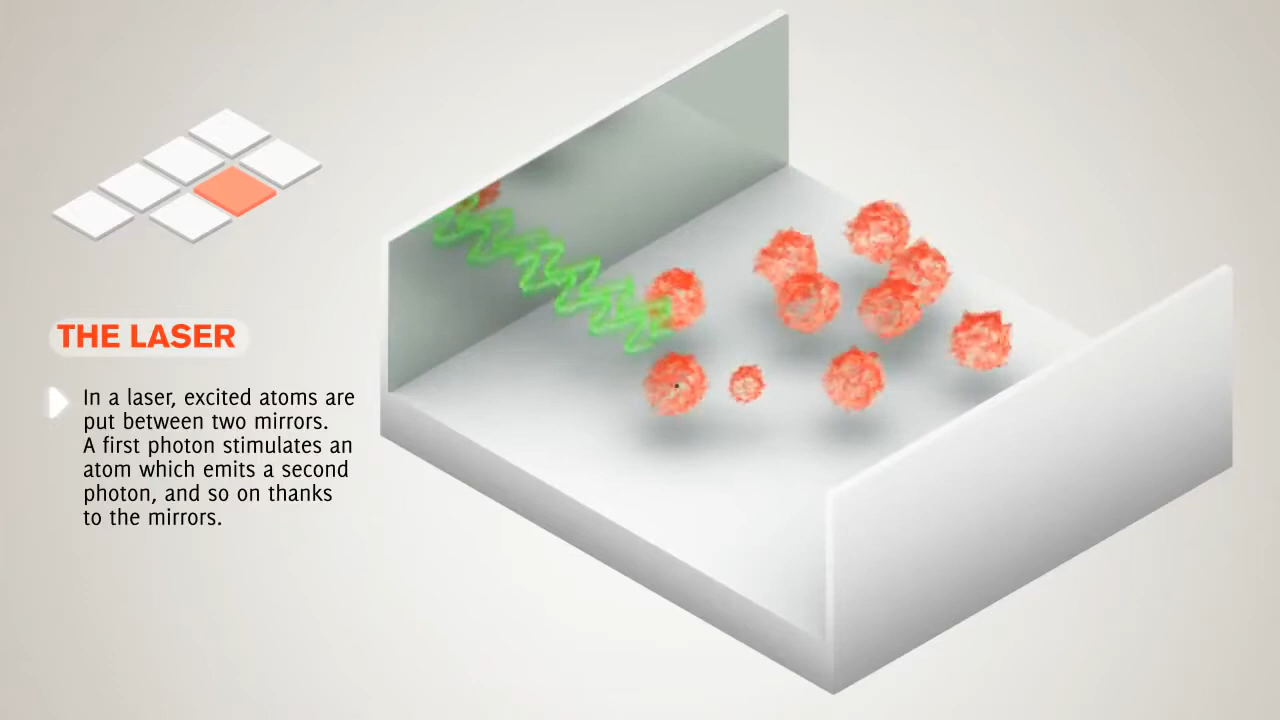 THE LASER
In a laser, excited atoms are
put between two mirrors.
A first photon stimulates an
atom which emits a second
photon, and so on thanks
to the mirrors.